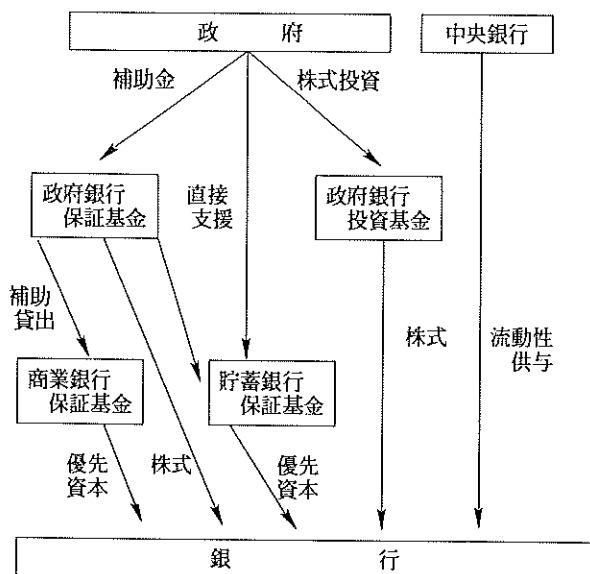 政府
中央銀行
補助金
株式投資
政府銀行
保証基金
直接
支援
政府銀行
投資基金
補助
貸出
株式
流動性
供与
商業銀行
保証基金
貯蓄銀行
保証基金
優先
資本
株式
優先
資本
銀行